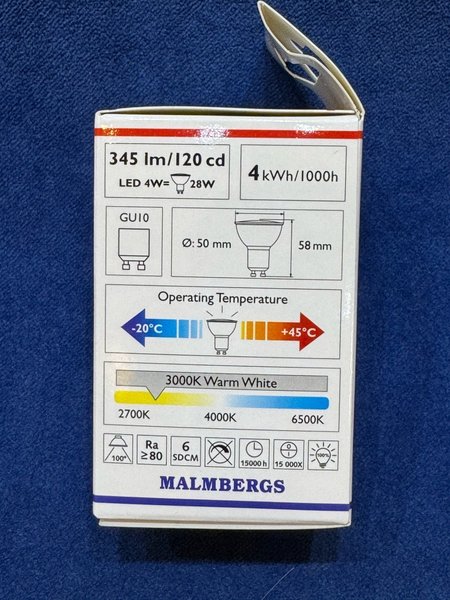 345 lm/120 cd
LED 4W= 28W
4 kWh/1000h
GU10
Ø: 50 mm
58 mm
Operating Temperature
-20°C
+45°C
3000K Warm White
2700K 4000K 6500K
100°
Ra ≥80
6 SDCM
15000 h
15 000X
100%
MALMBERGS